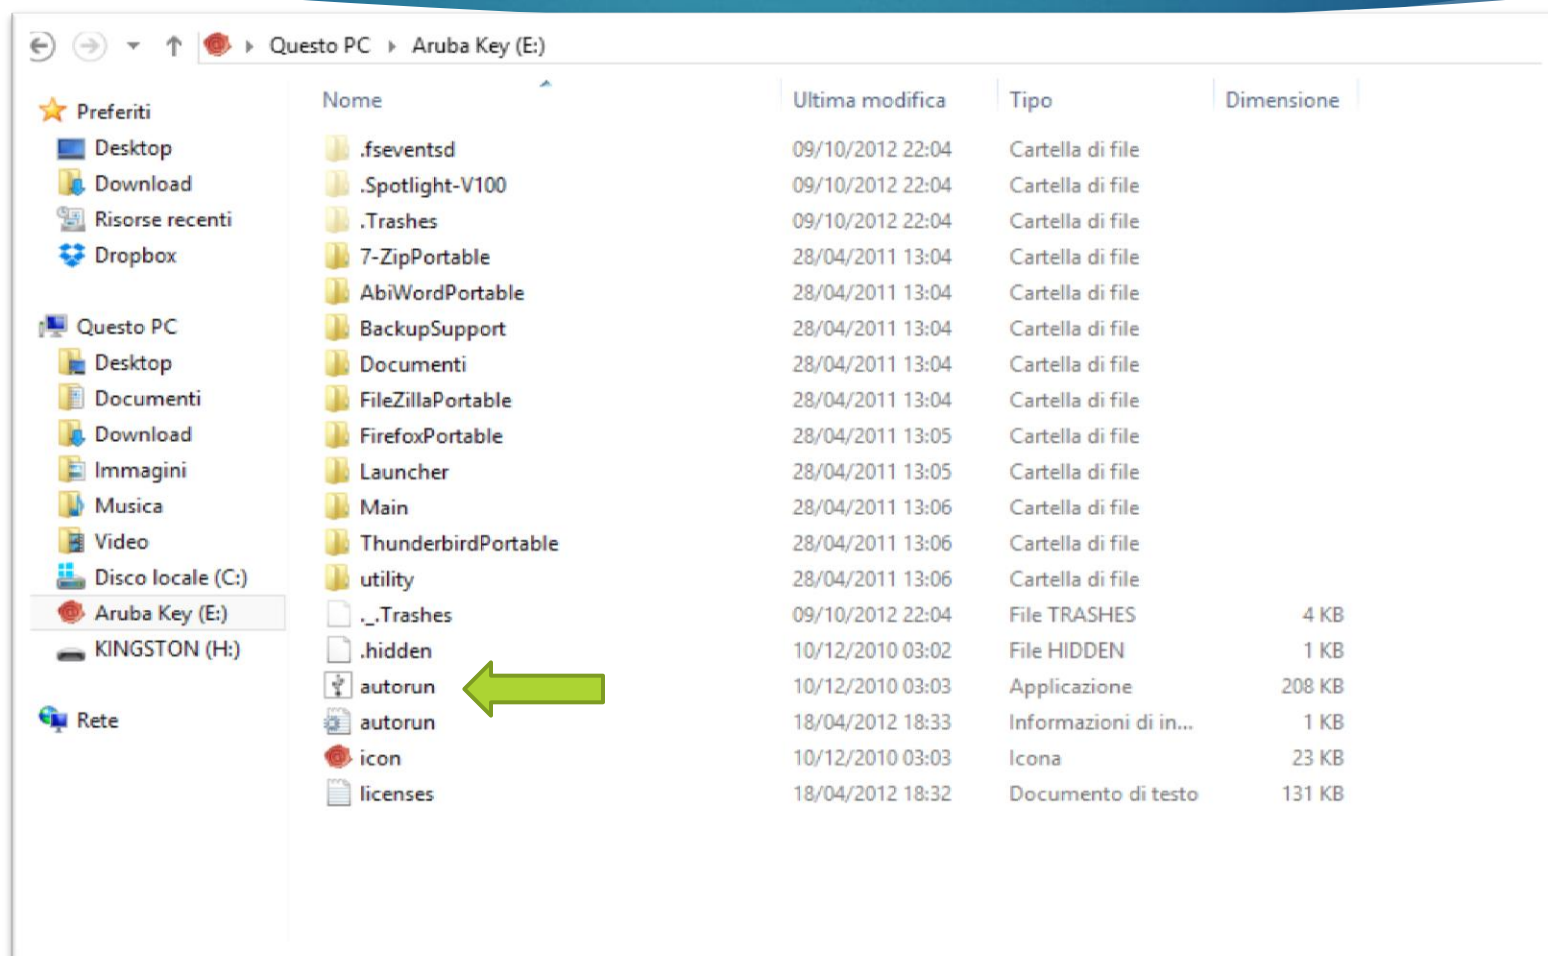 Questo PC Aruba Key (E:)
Preferiti
Desktop
Download
Risorse recenti
Dropbox
Questo PC
Desktop
Documenti
Download
Immagini
Musica
Video
Disco locale (C:)
Aruba Key (E:)
KINGSTON (H:)
Rete
Nome Ultima modifica Tipo Dimensione
.fseventsd 09/10/2012 22:04 Cartella di file
.Spotlight-V100 09/10/2012 22:04 Cartella di file
.Trashes 09/10/2012 22:04 Cartella di file
7-ZipPortable 28/04/2011 13:04 Cartella di file
AbiWordPortable 28/04/2011 13:04 Cartella di file
BackupSupport 28/04/2011 13:04 Cartella di file
Documenti 28/04/2011 13:04 Cartella di file
FileZillaPortable 28/04/2011 13:04 Cartella di file
FirefoxPortable 28/04/2011 13:05 Cartella di file
Launcher 28/04/2011 13:05 Cartella di file
Main 28/04/2011 13:06 Cartella di file
ThunderbirdPortable 28/04/2011 13:06 Cartella di file
utility 28/04/2011 13:06 Cartella di file
._.Trashes 09/10/2012 22:04 File TRASHES 4 KB
.hidden 10/12/2010 03:02 File HIDDEN 1 KB
autorun 10/12/2010 03:03 Applicazione 208 KB
autorun 18/04/2012 18:33 Informazioni di in... 1 KB
icon 10/12/2010 03:03 Icona 23 KB
licenses 18/04/2012 18:32 Documento di testo 131 KB